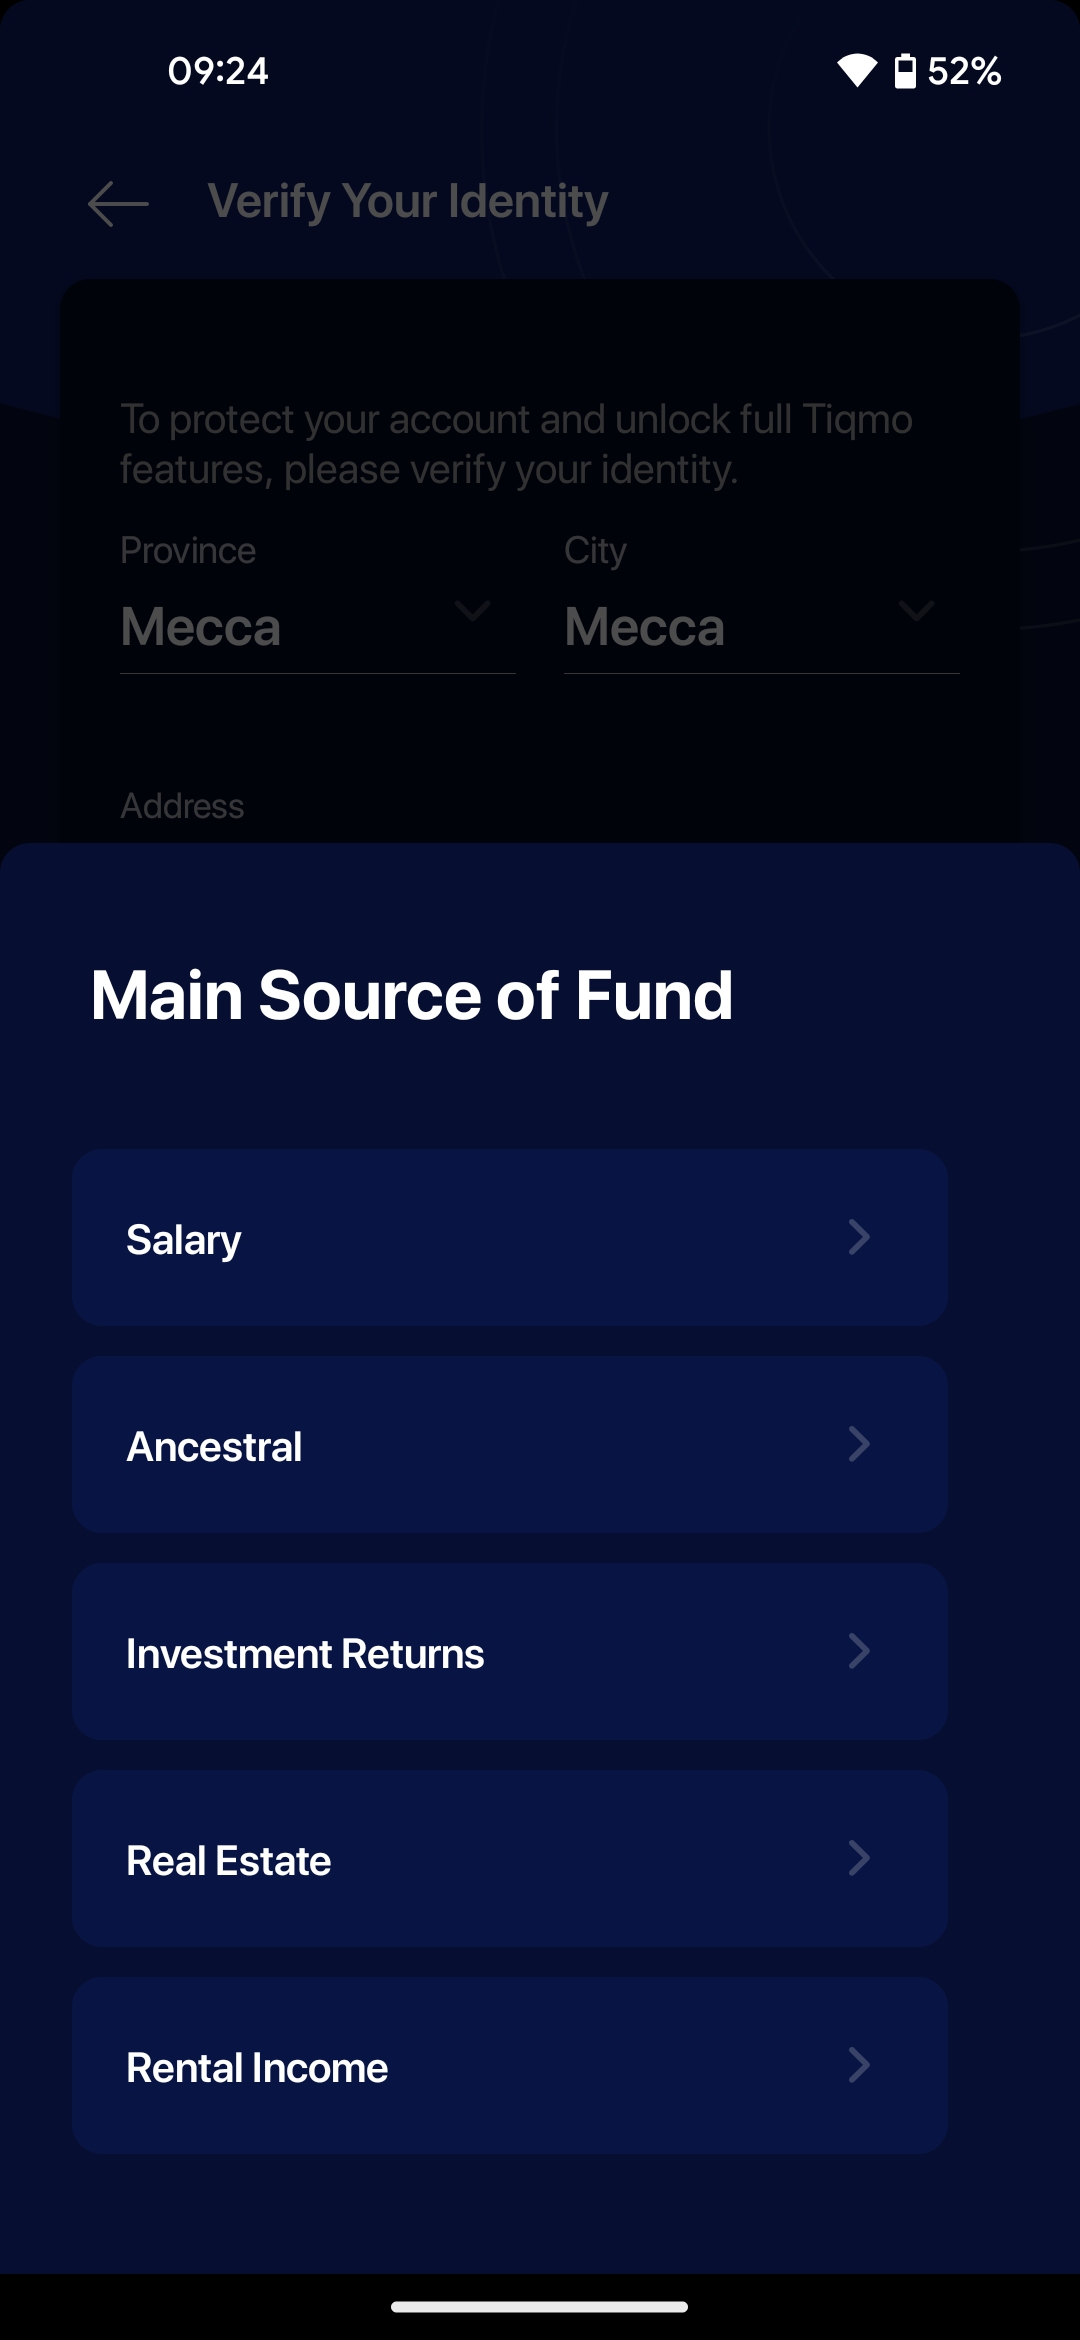 09:24
52%
Verify Your Identity
To protect your account and unlock full Tiqmo
features, please verify your identity.
Province
City
Mecca
Mecca
Address
Main Source of Fund
Salary
Ancestral
Investment Returns
Real Estate
Rental Income